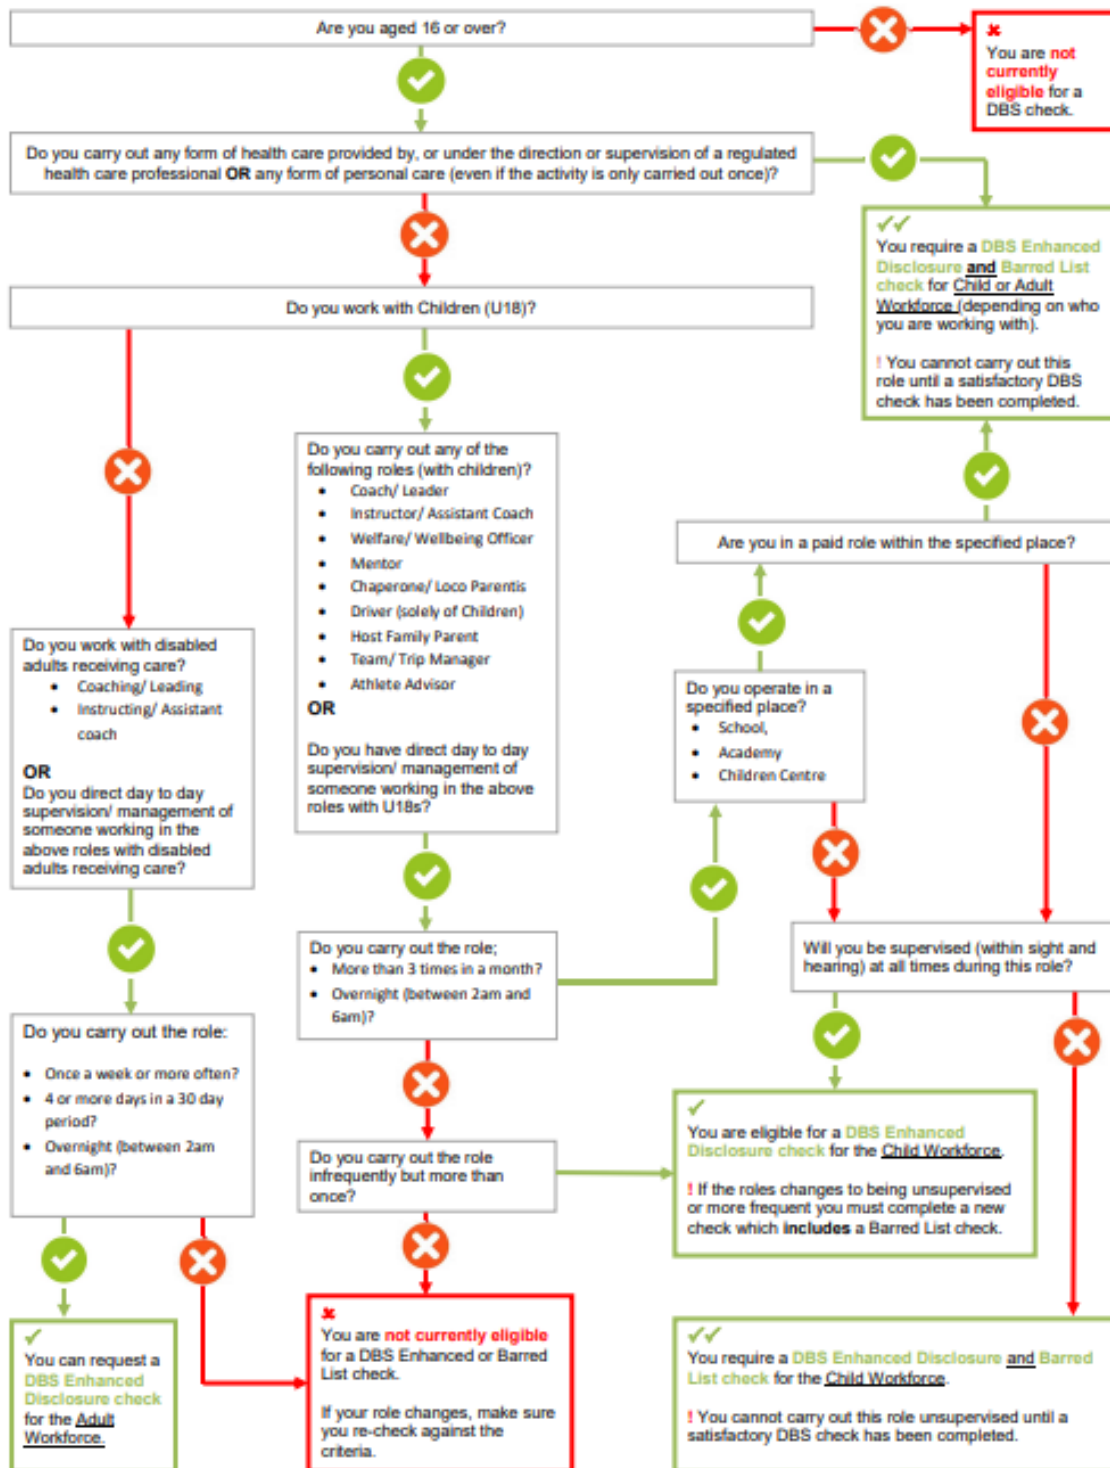 Are you aged 16 or over?
✖
You are not
currently
eligible for a
DBS check.
Do you carry out any form of health care provided by, or under the direction or supervision of a regulated
health care professional OR any form of personal care (even if the activity is only carried out once)?
✓✓
You require a DBS Enhanced
Disclosure and Barred List
check for Child or Adult
Workforce (depending on who
you are working with).
! You cannot carry out this
role until a satisfactory DBS
check has been completed.
Do you work with Children (U18)?
Do you carry out any of the
following roles (with children)?
• Coach/ Leader
• Instructor/ Assistant Coach
• Welfare/ Wellbeing Officer
• Mentor
• Chaperone/ Loco Parentis
• Driver (solely of Children)
• Host Family Parent
• Team/ Trip Manager
• Athlete Advisor
OR
Do you have direct day to day
supervision/ management of
someone working in the above
roles with U18s?
Are you in a paid role within the specified place?
Do you work with disabled
adults receiving care?
• Coaching/ Leading
• Instructing/ Assistant
coach
OR
Do you direct day to day
supervision/ management of
someone working in the
above roles with disabled
adults receiving care?
Do you operate in a
specified place?
• School,
• Academy
• Children Centre
Do you carry out the role;
• More than 3 times in a month?
• Overnight (between 2am and
6am)?
Will you be supervised (within sight and
hearing) at all times during this role?
Do you carry out the role:
• Once a week or more often?
• 4 or more days in a 30 day
period?
• Overnight (between 2am
and 6am)?
Do you carry out the role
infrequently but more than
once?
✓
You are eligible for a DBS Enhanced
Disclosure check for the Child Workforce.
! If the roles changes to being unsupervised
or more frequent you must complete a new
check which includes a Barred List check.
✓
You can request a
DBS Enhanced
Disclosure check
for the Adult
Workforce.
✖
You are not currently eligible
for a DBS Enhanced or Barred
List check.
If your role changes, make sure
you re-check against the
criteria.
✓✓
You require a DBS Enhanced Disclosure and Barred
List check for the Child Workforce.
! You cannot carry out this role unsupervised until a
satisfactory DBS check has been completed.